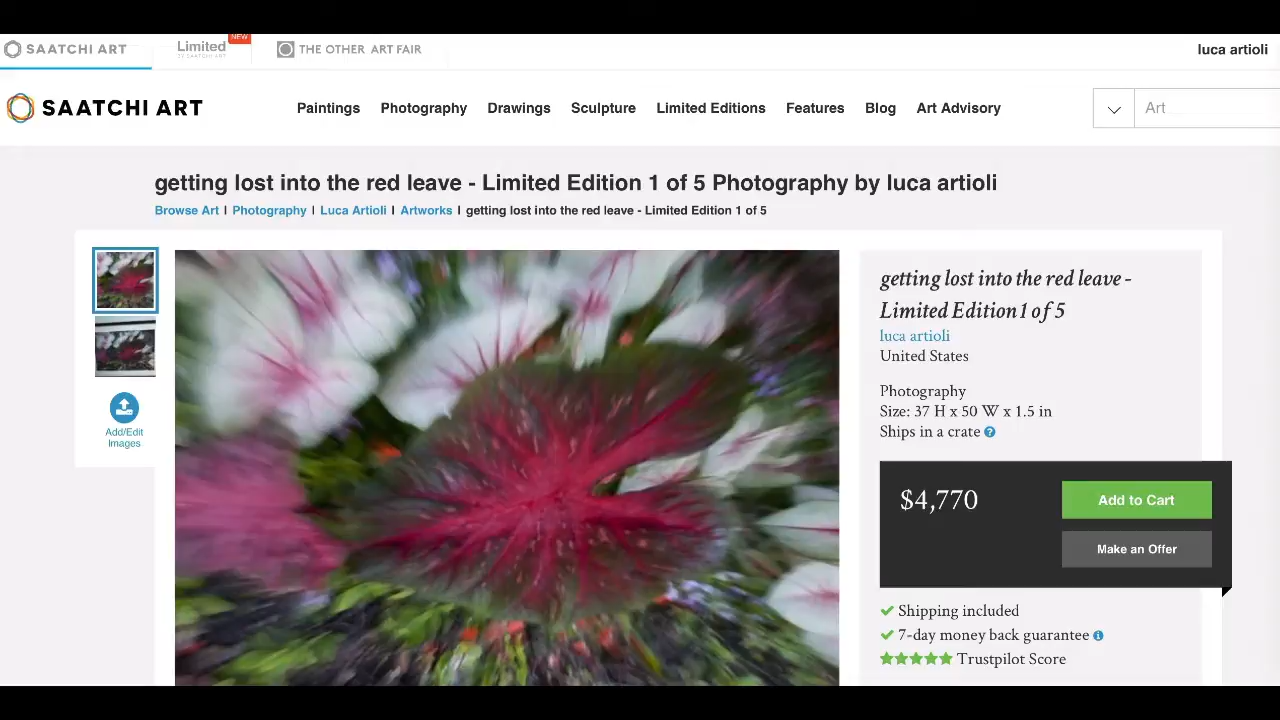 SAATCHI ART
Limited
NEW
BY SAATCHI ART
THE OTHER ART FAIR
luca artioli
SAATCHI ART
Paintings
Photography
Drawings
Sculpture
Limited Editions
Features
Blog
Art Advisory
Art
getting lost into the red leave - Limited Edition 1 of 5 Photography by luca artioli
Browse Art | Photography | Luca Artioli | Artworks | getting lost into the red leave - Limited Edition 1 of 5
Add/Edit
Images
getting lost into the red leave -
Limited Edition 1 of 5
luca artioli
United States
Photography
Size: 37 H x 50 W x 1.5 in
Ships in a crate
$4,770
Add to Cart
Make an Offer
Shipping included
7-day money back guarantee
Trustpilot Score